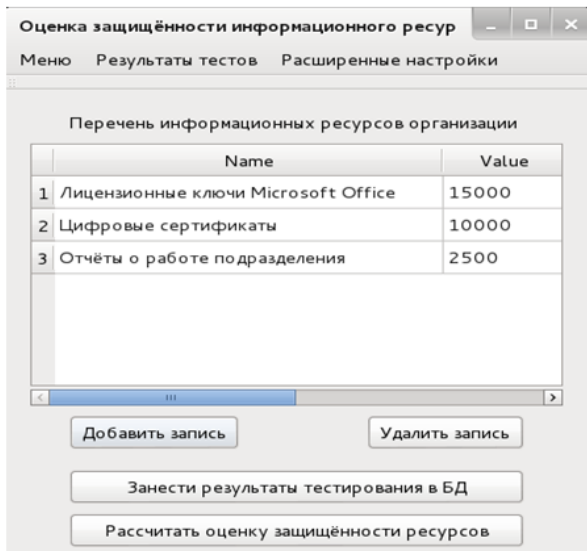 Оценка защищённости информационного ресур
Меню Результаты тестов Расширенные настройки
Перечень информационных ресурсов организации
Name Value
1 Лицензионные ключи Microsoft Office 15000
2 Цифровые сертификаты 10000
3 Отчёты о работе подразделения 2500
Добавить запись Удалить запись
Занести результаты тестирования в БД
Рассчитать оценку защищённости ресурсов